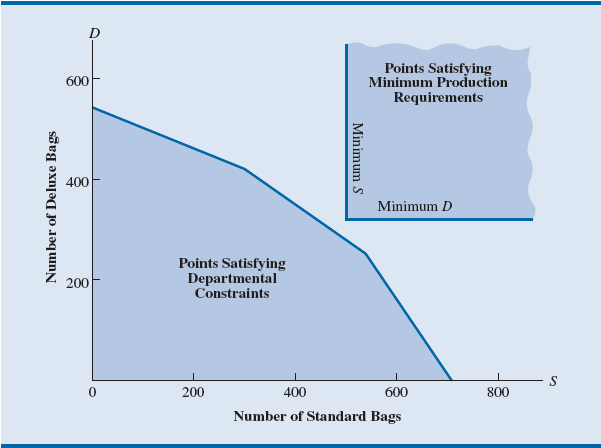 D
600
400
200
Number of Deluxe Bags
Points Satisfying
Minimum Production
Requirements
Minimum S
Minimum D
Points Satisfying
Departmental
Constraints
0
200
400
600
800
S
Number of Standard Bags